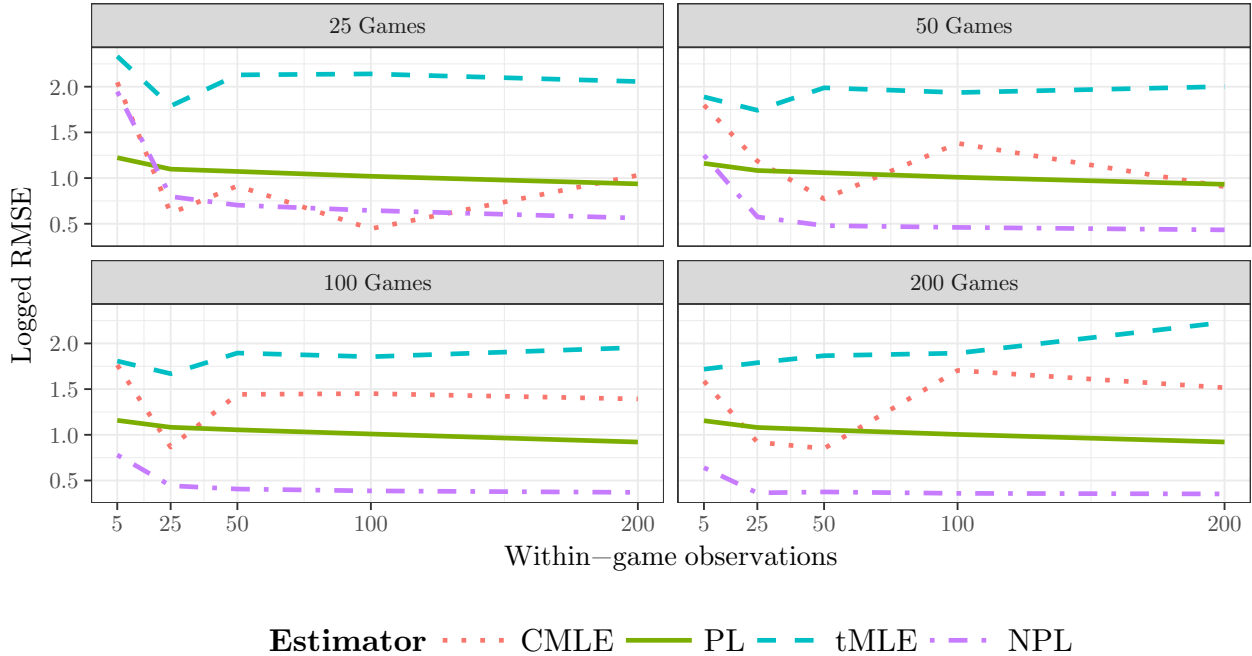 25 Games
50 Games
2.0
1.5
1.0
0.5
100 Games
200 Games
2.0
1.5
1.0
0.5
5 25 50 100 200
5 25 50 100 200
Logged RMSE
Within−game observations
Estimator CMLE PL tMLE NPL